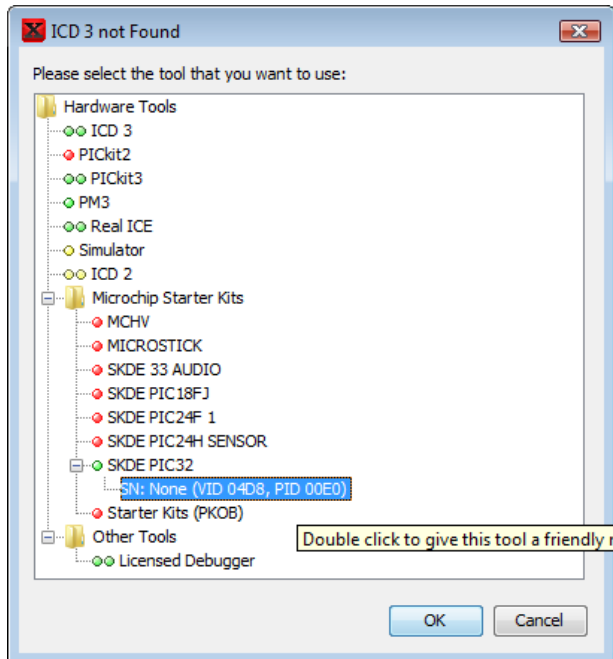 ICD 3 not Found
Please select the tool that you want to use:
Hardware Tools
ICD 3
PICkit2
PICkit3
PM3
Real ICE
Simulator
ICD 2
Microchip Starter Kits
MCHV
MICROSTICK
SKDE 33 AUDIO
SKDE PIC18FJ
SKDE PIC24F 1
SKDE PIC24H SENSOR
SKDE PIC32
SN: None (VID 04D8, PID 00E0)
Starter Kits (PKOB)
Other Tools
Double click to give this tool a friendly
Licensed Debugger
OK Cancel